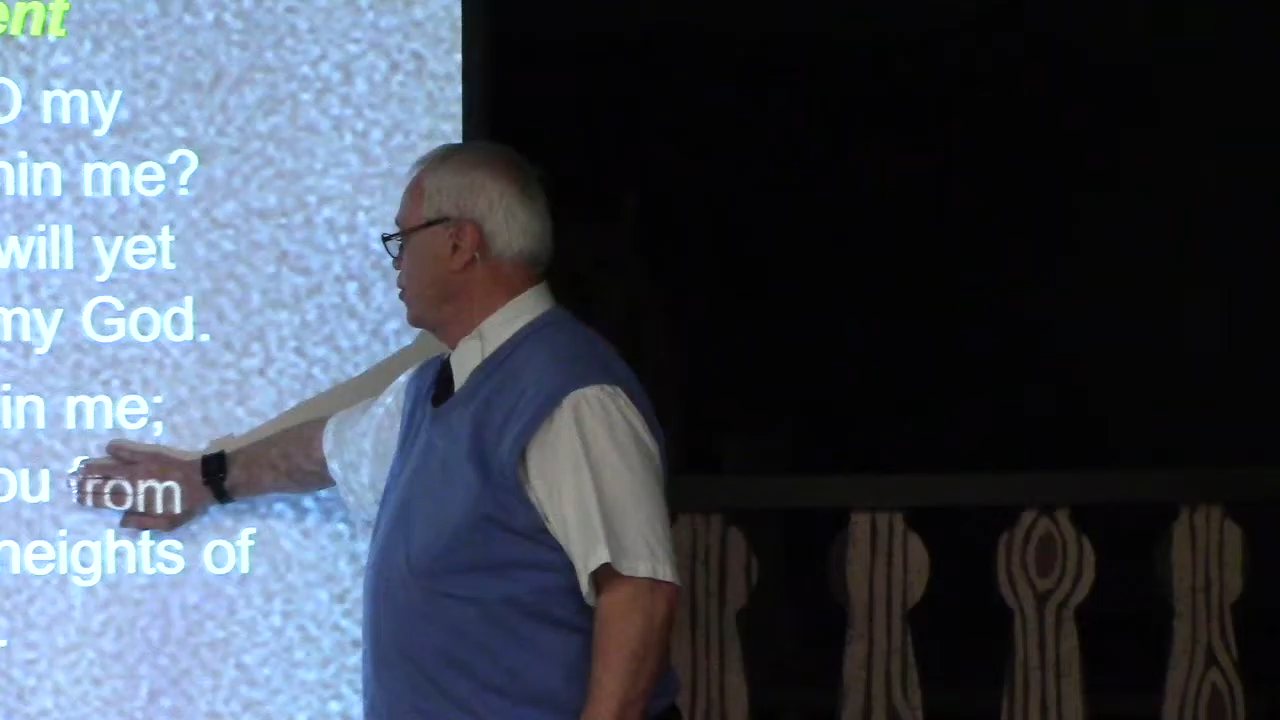 ent
O my
hin me?
will yet
my God.
in me;
ou from
heights of